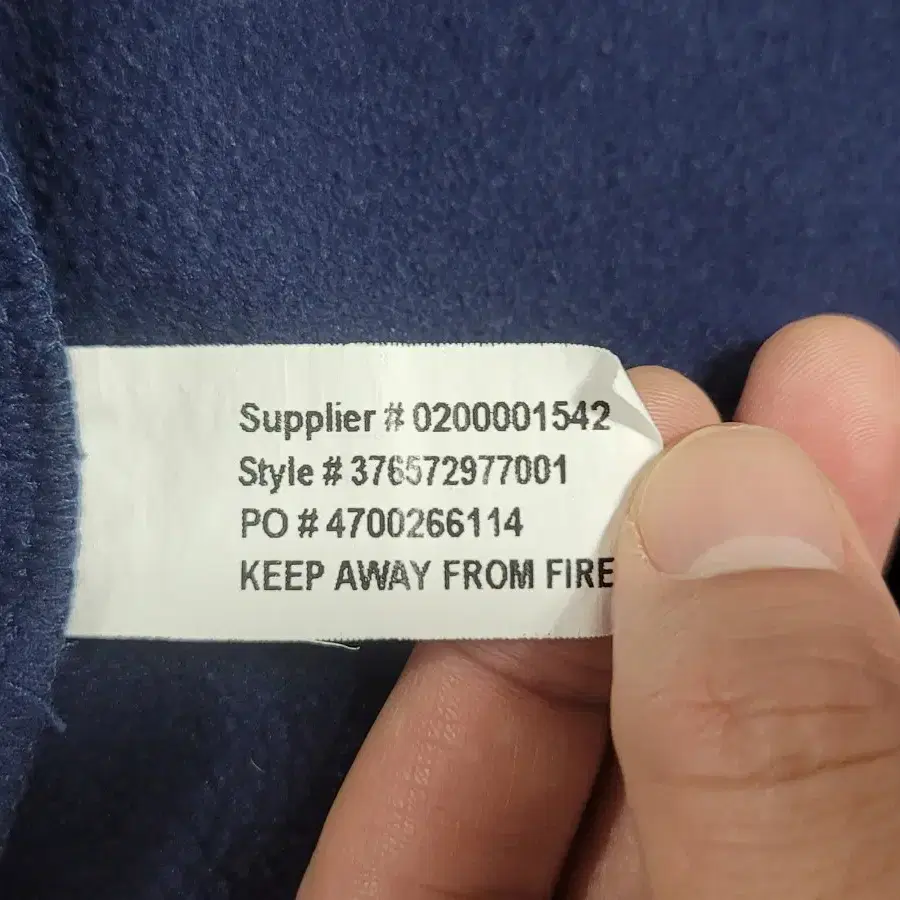 Supplier # 0200001542
Style # 376572977001
PO # 4700266114
KEEP AWAY FROM FIRE